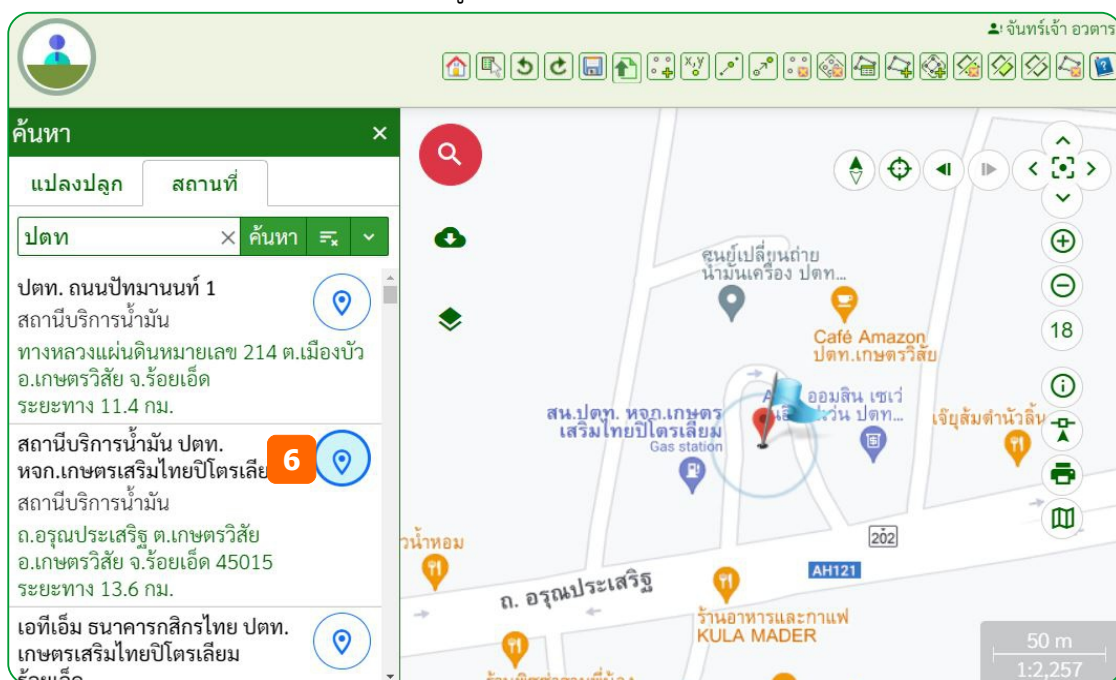 จันทร์เจ้า อวตาร
x,y
ค้นหา
แปลงปลูก
สถานที่
ปตท
ค้นหา
ปตท. ถนนปัทมานนท์ 1
สถานีบริการน้ำมัน
ทางหลวงแผ่นดินหมายเลข 214 ต.เมืองบัว
อ.เกษตรวิสัย จ.ร้อยเอ็ด
ระยะทาง 11.4 กม.
สถานีบริการน้ำมัน ปตท.
หจก.เกษตรเสริมไทยปิโตรเลีย
6
สถานีบริการน้ำมัน
ถ.อรุณประเสริฐ ต.เกษตรวิสัย
อ.เกษตรวิสัย จ.ร้อยเอ็ด 45015
ระยะทาง 13.6 กม.
เอทีเอ็ม ธนาคารกสิกรไทย ปตท.
เกษตรเสริมไทยปิโตรเลียม
ร้อยเอ็ด
ศูนย์เปลี่ยนถ่าย
น้ำมันเครื่อง ปตท...
Café Amazon
ปตท.เกษตรวิสัย
18
ออมสิน เซเว่
ปตท...
สน.ปตท. หจก.เกษตร
เสริมไทยปิโตรเลียม
Gas station
เจ๊ยุส้มตำนัวลิ้น
202
AH121
ถ. อรุณประเสริฐ
ร้านอาหารและกาแฟ
KULA MADER
50 m
1:2,257